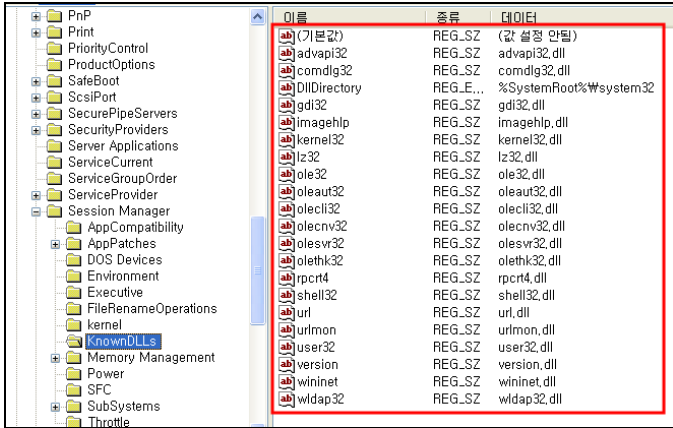 PnP
Print
PriorityControl
ProductOptions
SafeBoot
ScsiPort
SecurePipeServers
SecurityProviders
Server Applications
ServiceCurrent
ServiceGroupOrder
ServiceProvider
Session Manager
AppCompatibility
AppPatches
DOS Devices
Environment
Executive
FileRenameOperations
kernel
KnownDLLs
Memory Management
Power
SFC
SubSystems
Throttle
이름 종류 데이터
(기본값) REG_SZ (값 설정 안됨)
advapi32 REG_SZ advapi32.dll
comdlg32 REG_SZ comdlg32.dll
DllDirectory REG_E... %SystemRoot%₩system32
gdi32 REG_SZ gdi32.dll
imagehlp REG_SZ imagehlp.dll
kernel32 REG_SZ kernel32.dll
lz32 REG_SZ lz32.dll
ole32 REG_SZ ole32.dll
oleaut32 REG_SZ oleaut32.dll
olecli32 REG_SZ olecli32.dll
olecnv32 REG_SZ olecnv32.dll
olesvr32 REG_SZ olesvr32.dll
olethk32 REG_SZ olethk32.dll
rpcrt4 REG_SZ rpcrt4.dll
shell32 REG_SZ shell32.dll
url REG_SZ url.dll
urlmon REG_SZ urlmon.dll
user32 REG_SZ user32.dll
version REG_SZ version.dll
wininet REG_SZ wininet.dll
wldap32 REG_SZ wldap32.dll